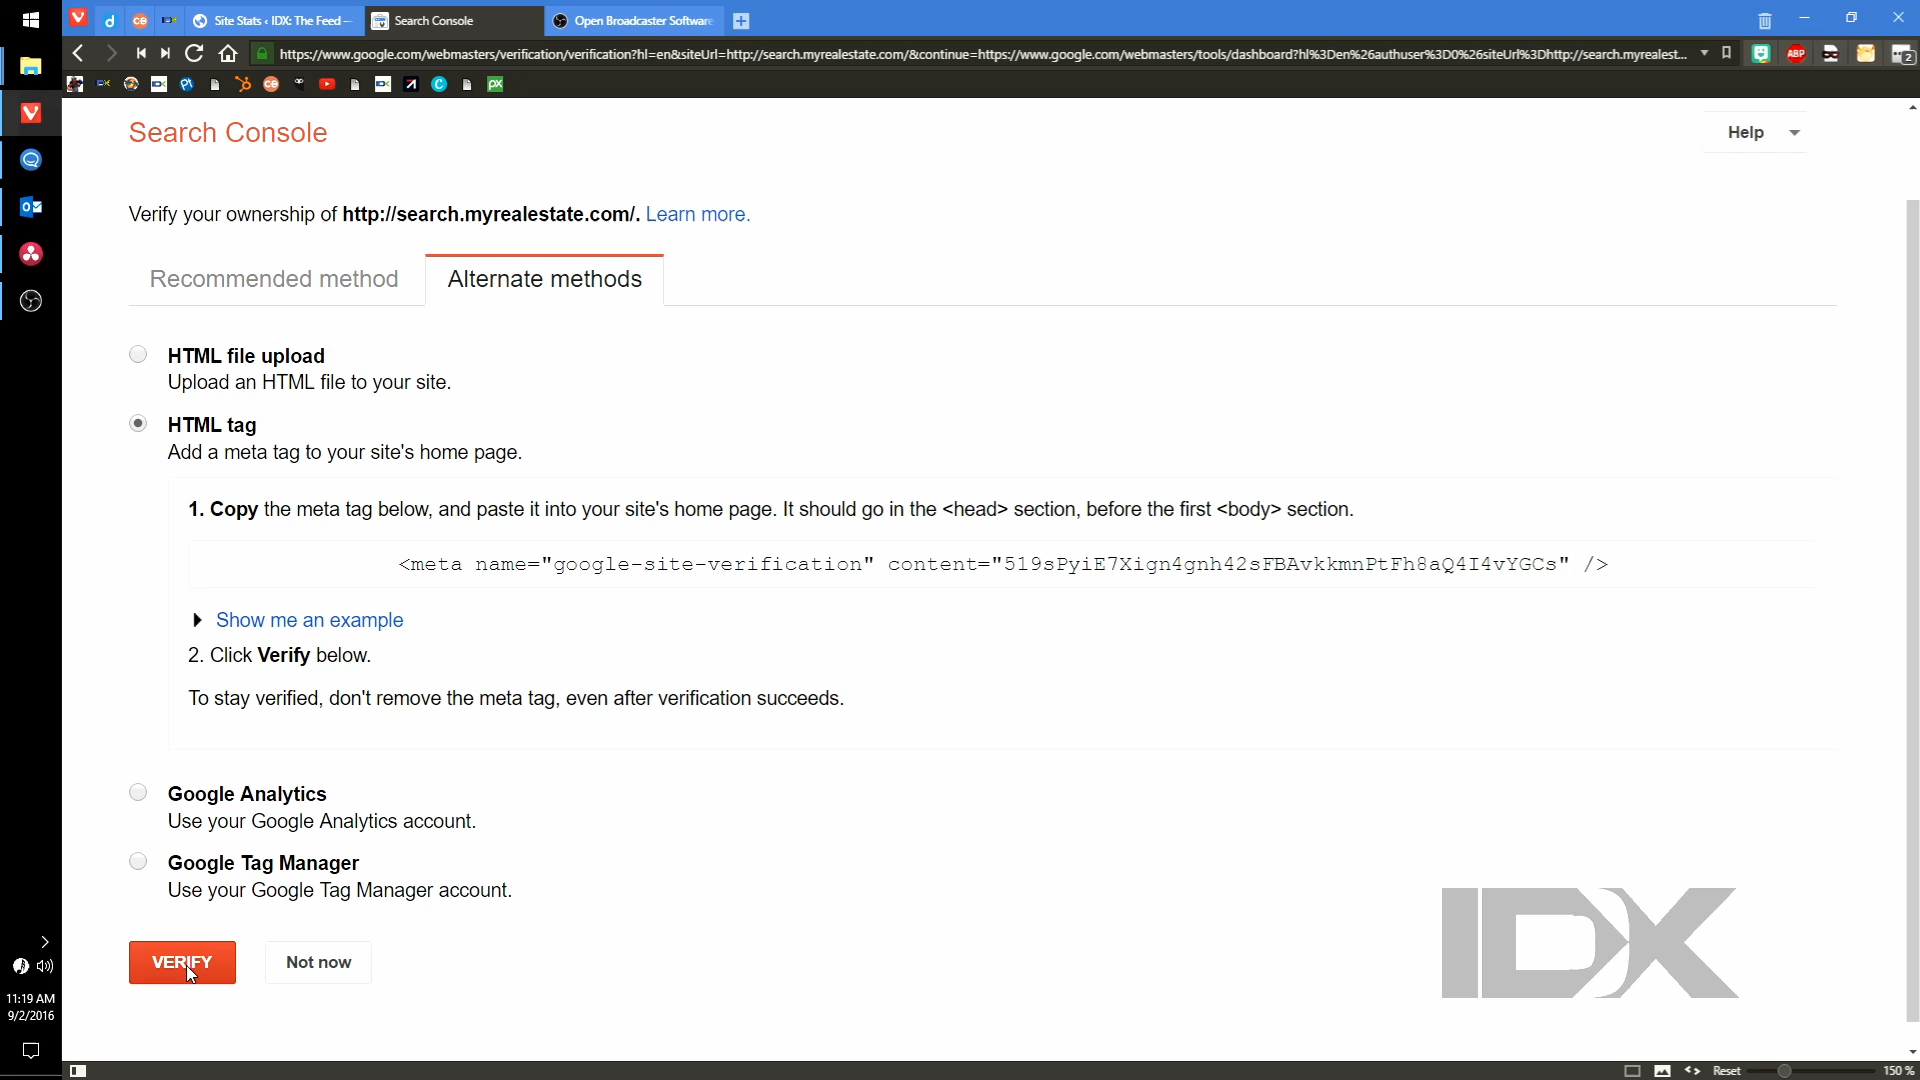 Site Stats ‹ IDX: The Feed —
Search Console
Open Broadcaster Software
https://www.google.com/webmasters/verification/verification?hl=en&siteUrl=http://search.myrealestate.com/&continue=https://www.google.com/webmasters/tools/dashboard?hl%3Den%26authuser%3D0%26siteUrl%3Dhttp://search.myrealest...
ABP
2
Search Console
Help
Verify your ownership of http://search.myrealestate.com/. Learn more.
Recommended method
Alternate methods
HTML file upload
Upload an HTML file to your site.
HTML tag
Add a meta tag to your site's home page.
1. Copy the meta tag below, and paste it into your site's home page. It should go in the <head> section, before the first <body> section.
<meta name="google-site-verification" content="519sPyiE7Xign4gnh42sFBAvkkmnPtFh8aQ4I4vYGCs" />
Show me an example
2. Click Verify below.
To stay verified, don't remove the meta tag, even after verification succeeds.
Google Analytics
Use your Google Analytics account.
Google Tag Manager
Use your Google Tag Manager account.
VERIFY
Not now
IDX
11:19 AM
9/2/2016
Reset
150 %